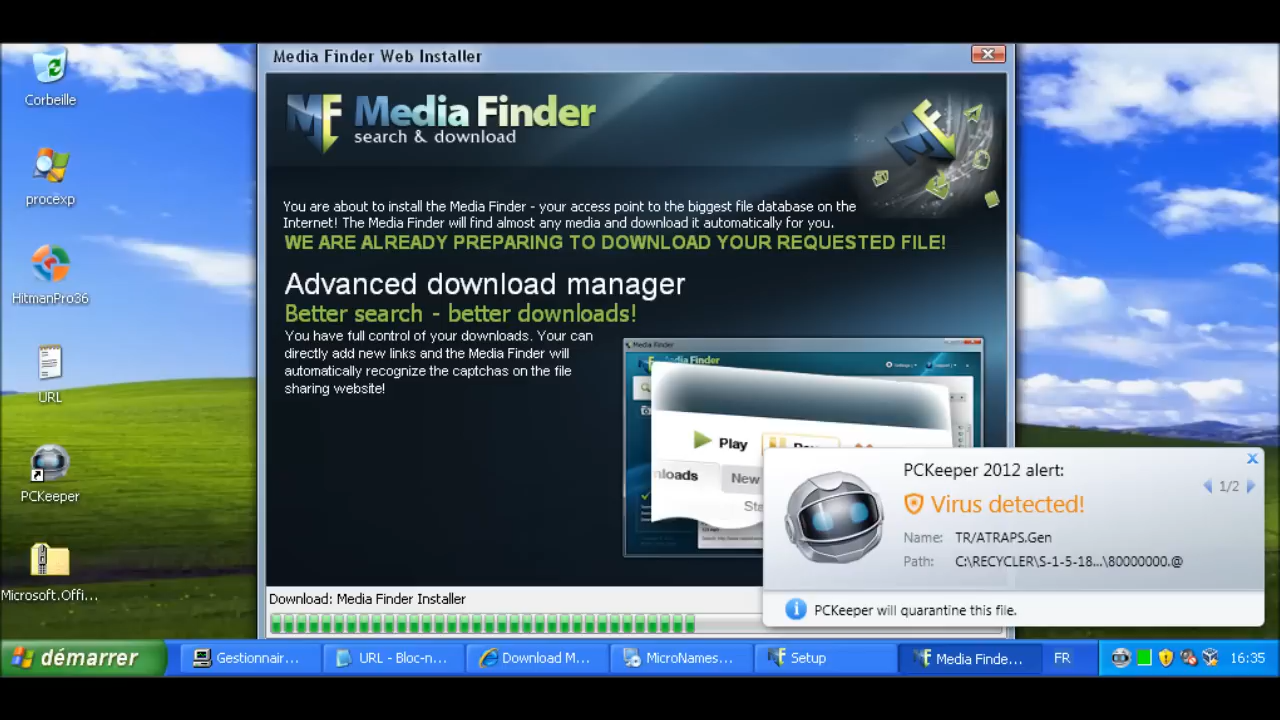 Corbeille
procexp
HitmanPro36
URL
PCKeeper
Microsoft.Offi...
Media Finder Web Installer
MF Media Finder
search & download
You are about to install the Media Finder - your access point to the biggest file database on the
Internet! The Media Finder will find almost any media and download it automatically for you.
WE ARE ALREADY PREPARING TO DOWNLOAD YOUR REQUESTED FILE!
Advanced download manager
Better search - better downloads!
You have full control of your downloads. Your can
directly add new links and the Media Finder will
automatically recognize the captchas on the file
sharing website!
Media Finder
Media Finder
Play
nloads
New
Download: Media Finder Installer
PCKeeper 2012 alert:
1/2
Virus detected!
Name: TR/ATRAPS.Gen
Path: C:\RECYCLER\S-1-5-18...\80000000.@
PCKeeper will quarantine this file.
démarrer
Gestionnair...
URL - Bloc-n...
Download M...
MicroNames...
Setup
Media Finde...
FR
16:35